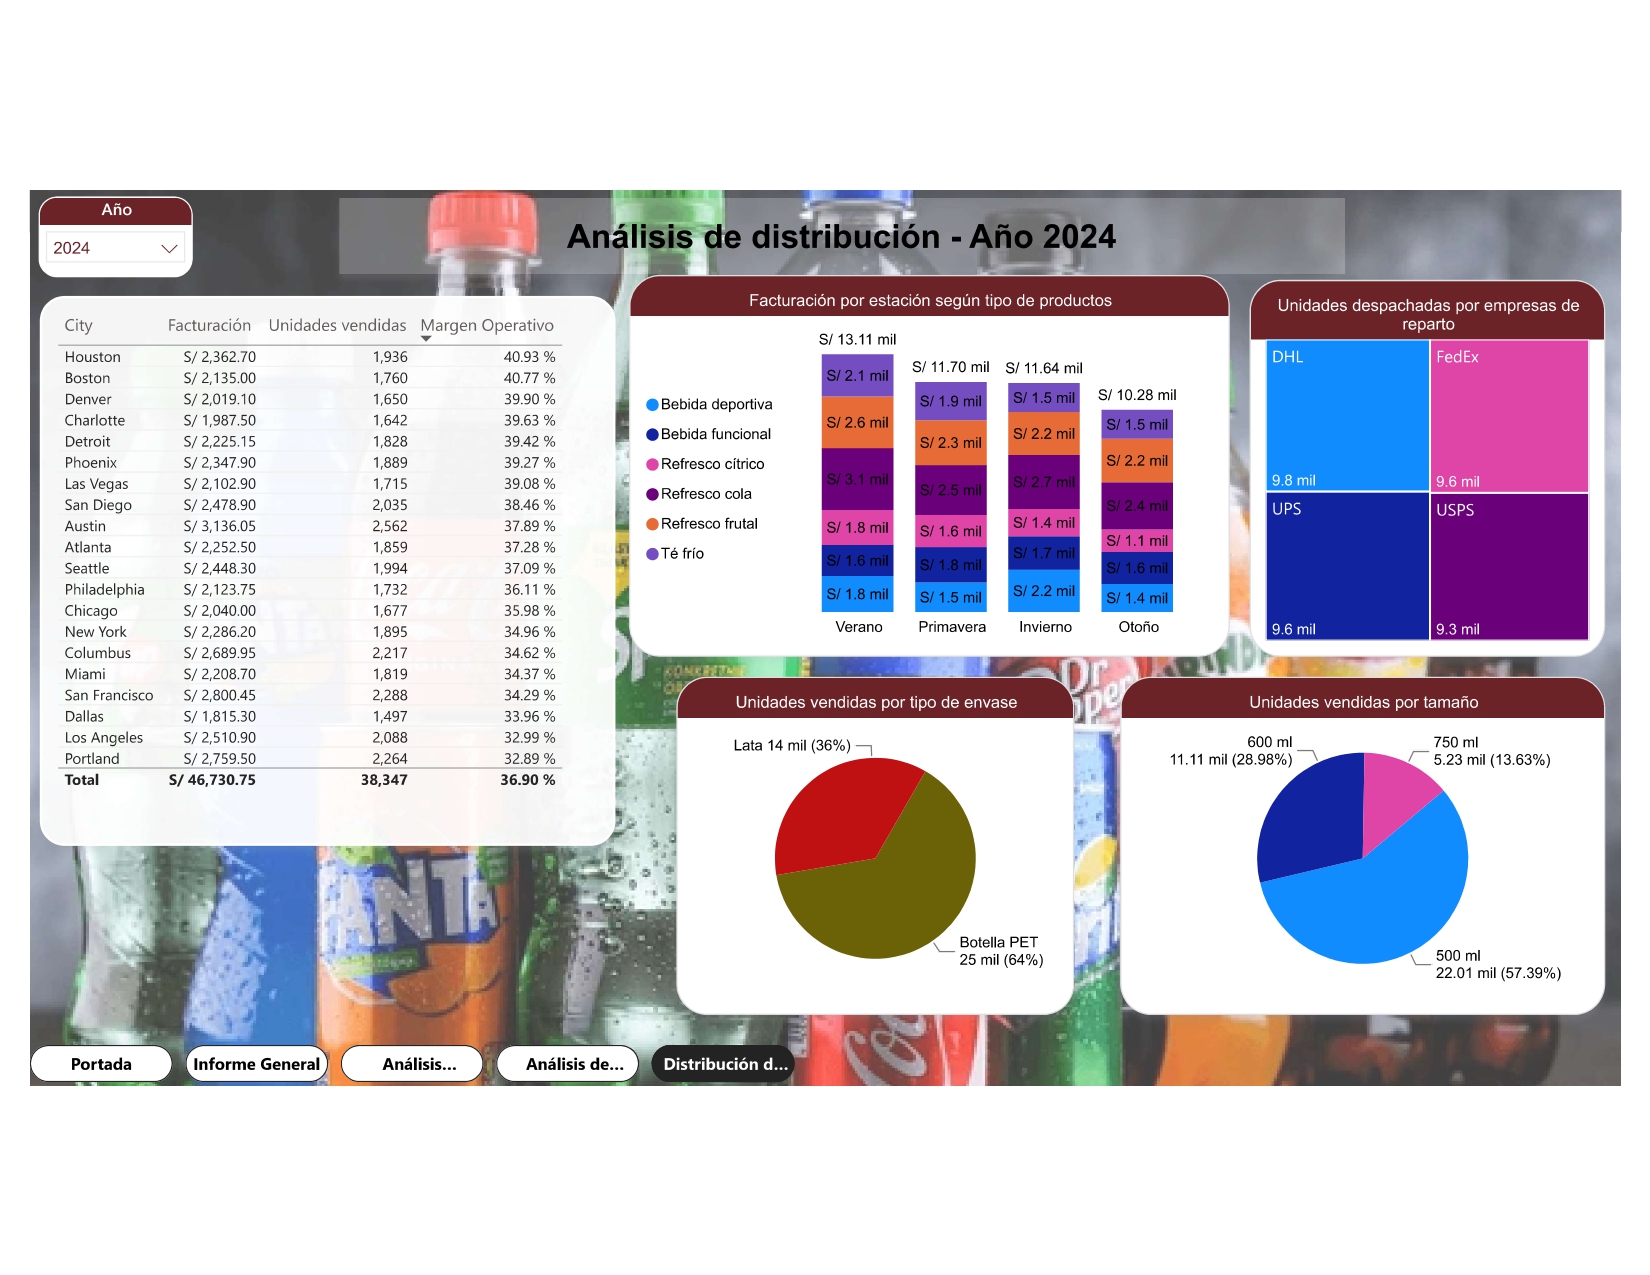 Año
2024
Análisis de distribución - Año 2024
City Facturación Unidades vendidas Margen Operativo
Houston S/ 2,362.70 1,936 40.93 %
Boston S/ 2,135.00 1,760 40.77 %
Denver S/ 2,019.10 1,650 39.90 %
Charlotte S/ 1,987.50 1,642 39.63 %
Detroit S/ 2,225.15 1,828 39.42 %
Phoenix S/ 2,347.90 1,889 39.27 %
Las Vegas S/ 2,102.90 1,715 39.08 %
San Diego S/ 2,478.90 2,035 38.46 %
Austin S/ 3,136.05 2,562 37.89 %
Atlanta S/ 2,252.50 1,859 37.28 %
Seattle S/ 2,448.30 1,994 37.09 %
Philadelphia S/ 2,123.75 1,732 36.11 %
Chicago S/ 2,040.00 1,677 35.98 %
New York S/ 2,286.20 1,895 34.96 %
Columbus S/ 2,689.95 2,217 34.62 %
Miami S/ 2,208.70 1,819 34.37 %
San Francisco S/ 2,800.45 2,288 34.29 %
Dallas S/ 1,815.30 1,497 33.96 %
Los Angeles S/ 2,510.90 2,088 32.99 %
Portland S/ 2,759.50 2,264 32.89 %
Total S/ 46,730.75 38,347 36.90 %
Facturación por estación según tipo de productos
Bebida deportiva
Bebida funcional
Refresco cítrico
Refresco cola
Refresco frutal
Té frío
S/ 13.11 mil
S/ 2.1 mil
S/ 2.6 mil
S/ 3.1 mil
S/ 1.8 mil
S/ 1.6 mil
S/ 1.8 mil
Verano
S/ 11.70 mil
S/ 1.9 mil
S/ 2.3 mil
S/ 2.5 mil
S/ 1.6 mil
S/ 1.8 mil
S/ 1.5 mil
Primavera
S/ 11.64 mil
S/ 1.5 mil
S/ 2.2 mil
S/ 2.7 mil
S/ 1.4 mil
S/ 1.7 mil
S/ 2.2 mil
Invierno
S/ 10.28 mil
S/ 1.5 mil
S/ 2.2 mil
S/ 2.4 mil
S/ 1.1 mil
S/ 1.6 mil
S/ 1.4 mil
Otoño
Unidades despachadas por empresas de
reparto
DHL
9.8 mil
FedEx
9.6 mil
UPS
9.6 mil
USPS
9.3 mil
Unidades vendidas por tipo de envase
Lata 14 mil (36%)
Botella PET
25 mil (64%)
Unidades vendidas por tamaño
600 ml
11.11 mil (28.98%)
750 ml
5.23 mil (13.63%)
500 ml
22.01 mil (57.39%)
Portada
Informe General
Análisis...
Análisis de...
Distribución d...